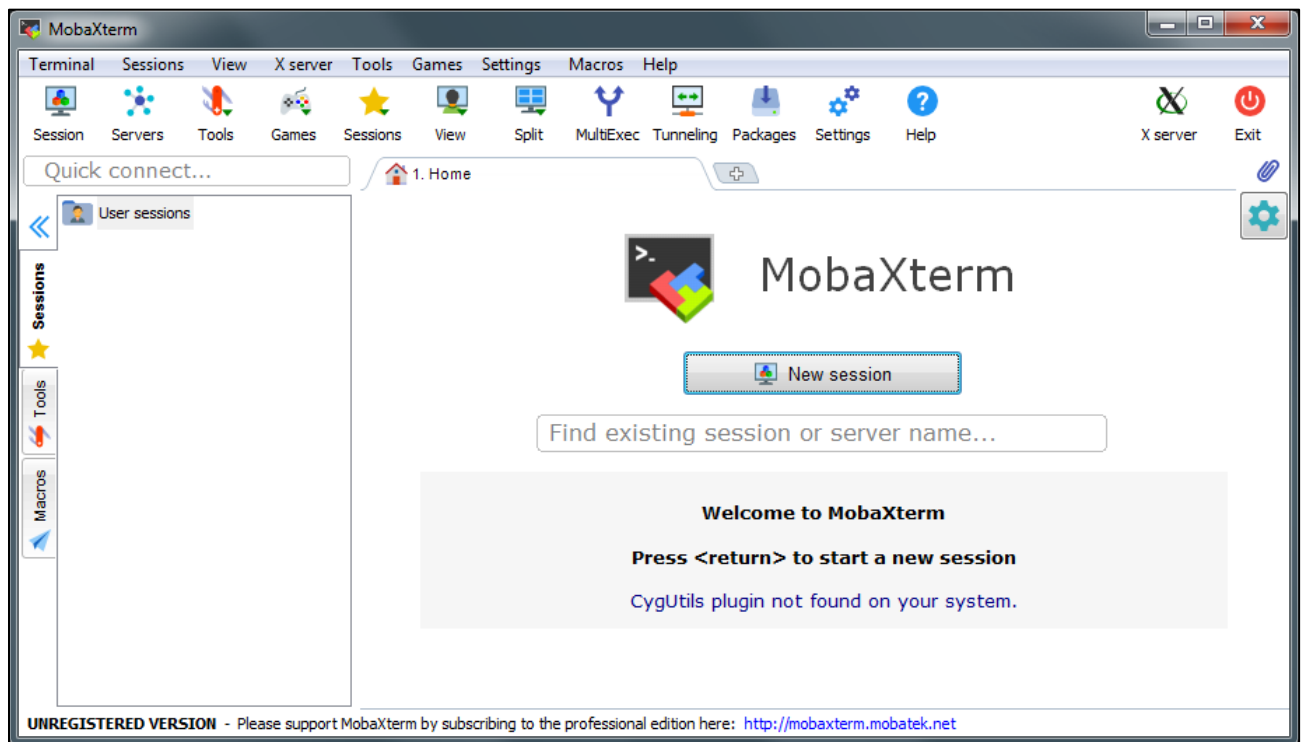 MobaXterm
Terminal Sessions View X server Tools Games Settings Macros Help
Session Servers Tools Games Sessions View Split MultiExec Tunneling Packages Settings Help X server Exit
Quick connect...
1. Home
User sessions
Sessions
Tools
Macros
>_
MobaXterm
New session
Find existing session or server name...
Welcome to MobaXterm
Press <return> to start a new session
CygUtils plugin not found on your system.
UNREGISTERED VERSION - Please support MobaXterm by subscribing to the professional edition here: http://mobaxterm.mobatek.net